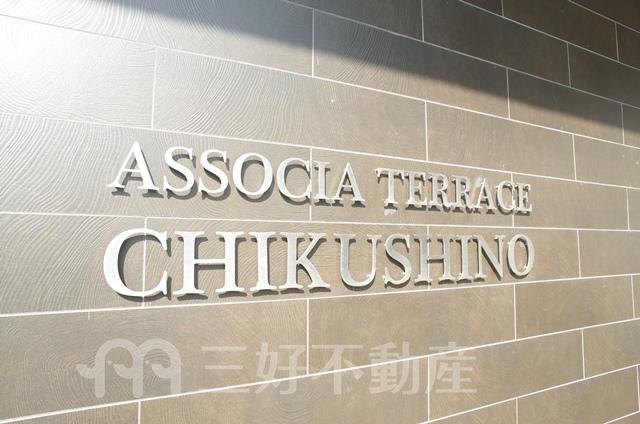 ASSOCIA TERRACE
CHIKUSHINO
三好不動産